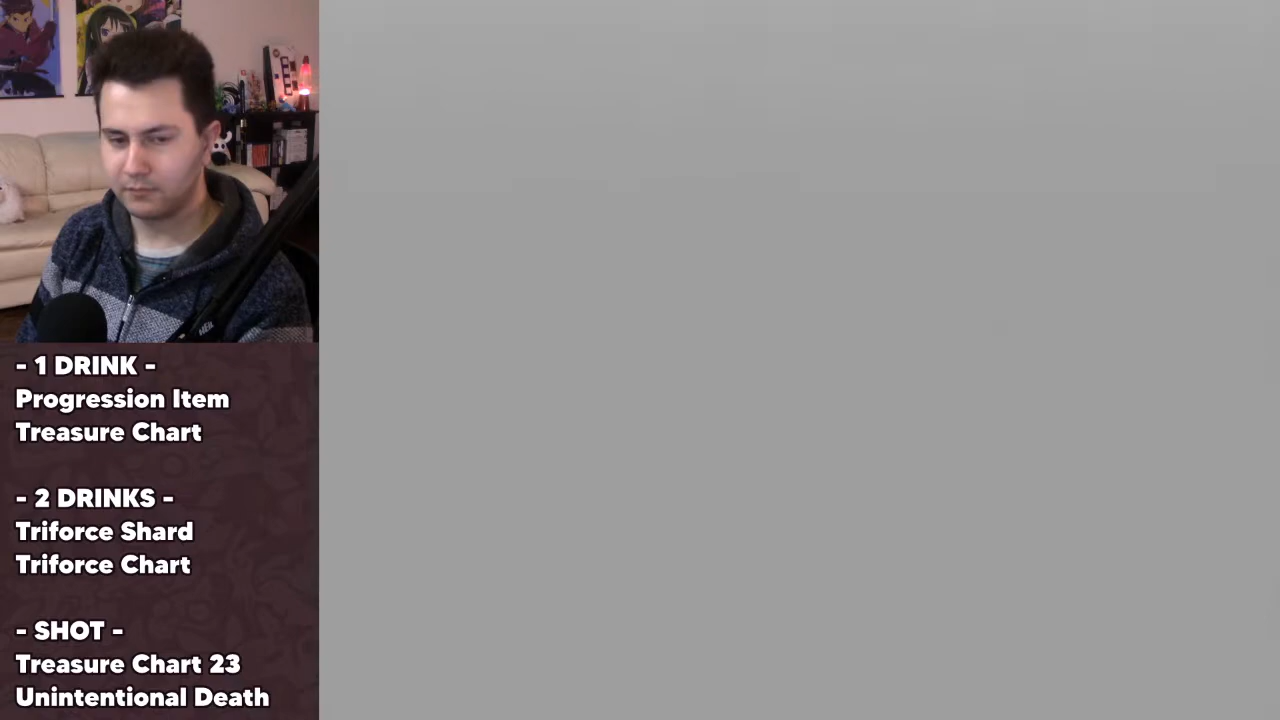 - 1 DRINK -
Progression Item
Treasure Chart
- 2 DRINKS -
Triforce Shard
Triforce Chart
- SHOT -
Treasure Chart 23
Unintentional Death